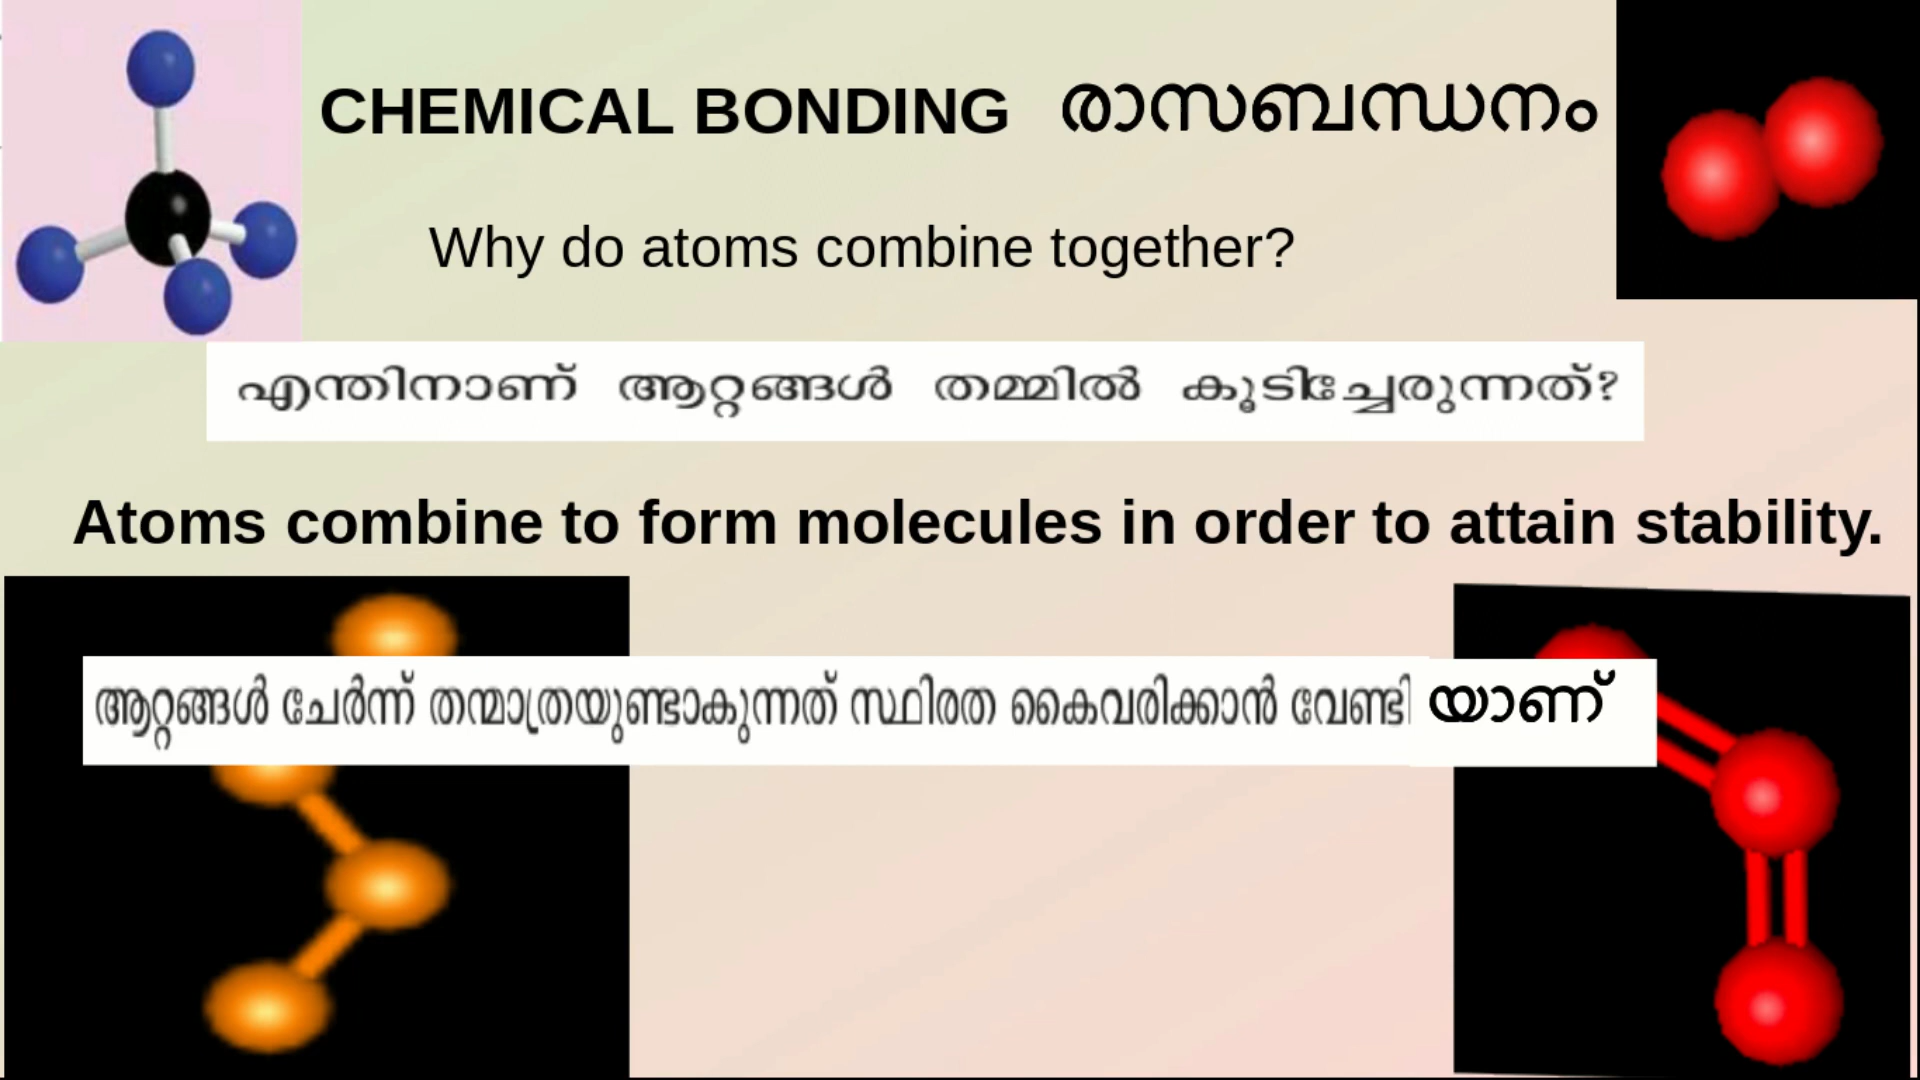 CHEMICAL BONDING രാസബന്ധനം
Why do atoms combine together?
എന്തിനാണ് ആറ്റങ്ങൾ തമ്മിൽ കൂടിച്ചേരുന്നത്?
Atoms combine to form molecules in order to attain stability.
ആറ്റങ്ങൾ ചേർന്ന് തന്മാത്രയുണ്ടാകുന്നത് സ്ഥിരത കൈവരിക്കാൻ വേണ്ടി യാണ്